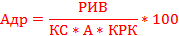 Адр = РИВ / КС * А * КРК * 100